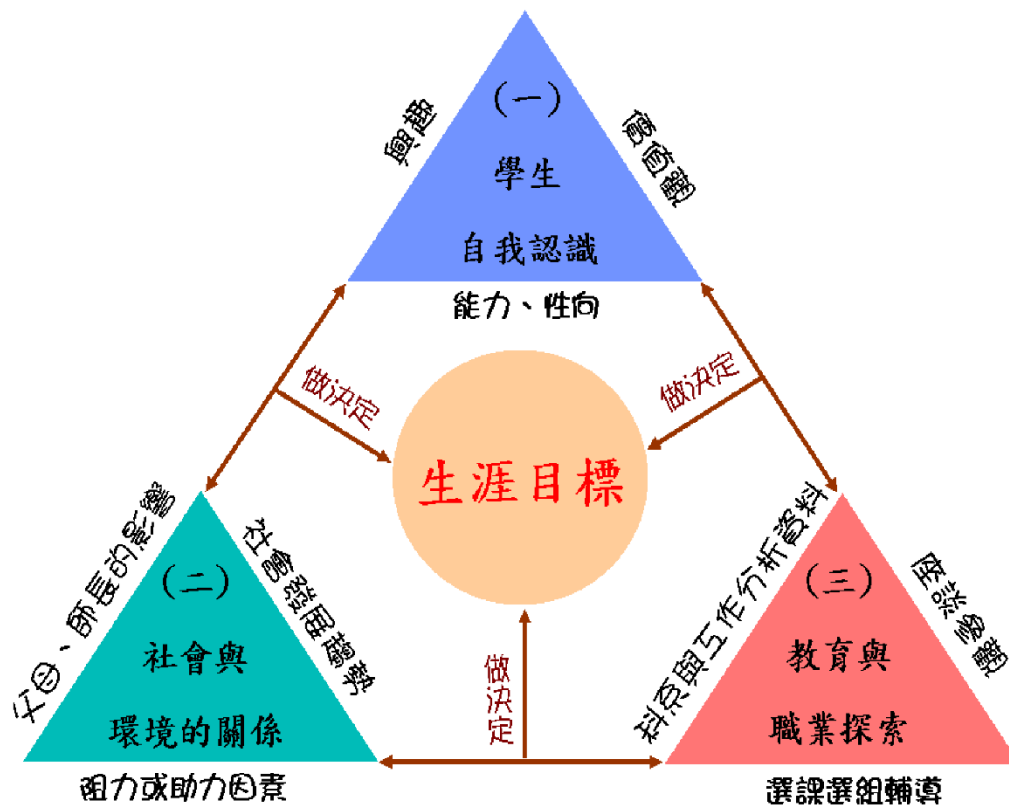 (一)
學生
自我認識
興趣
價值觀
能力、性向
做決定
做決定
生涯目標
父母、師長的影響
社會發展趨勢
(二)
社會與
環境的關係
阻力或助力因素
做決定
科系與工作分析資料
座談參觀
(三)
教育與
職業探索
選課選組輔導